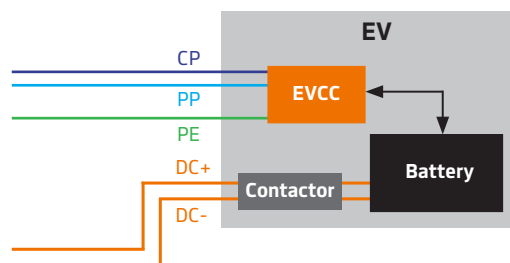 EV
CP
EVCC
PP
PE
DC+
Battery
Contactor
DC-